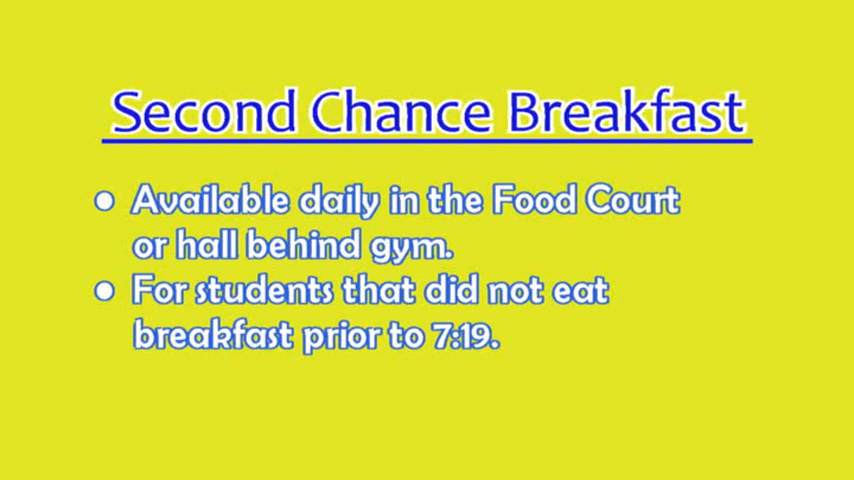 Second Chance Breakfast
● Available daily in the Food Court
or hall behind gym.
● For students that did not eat
breakfast prior to 7:19.